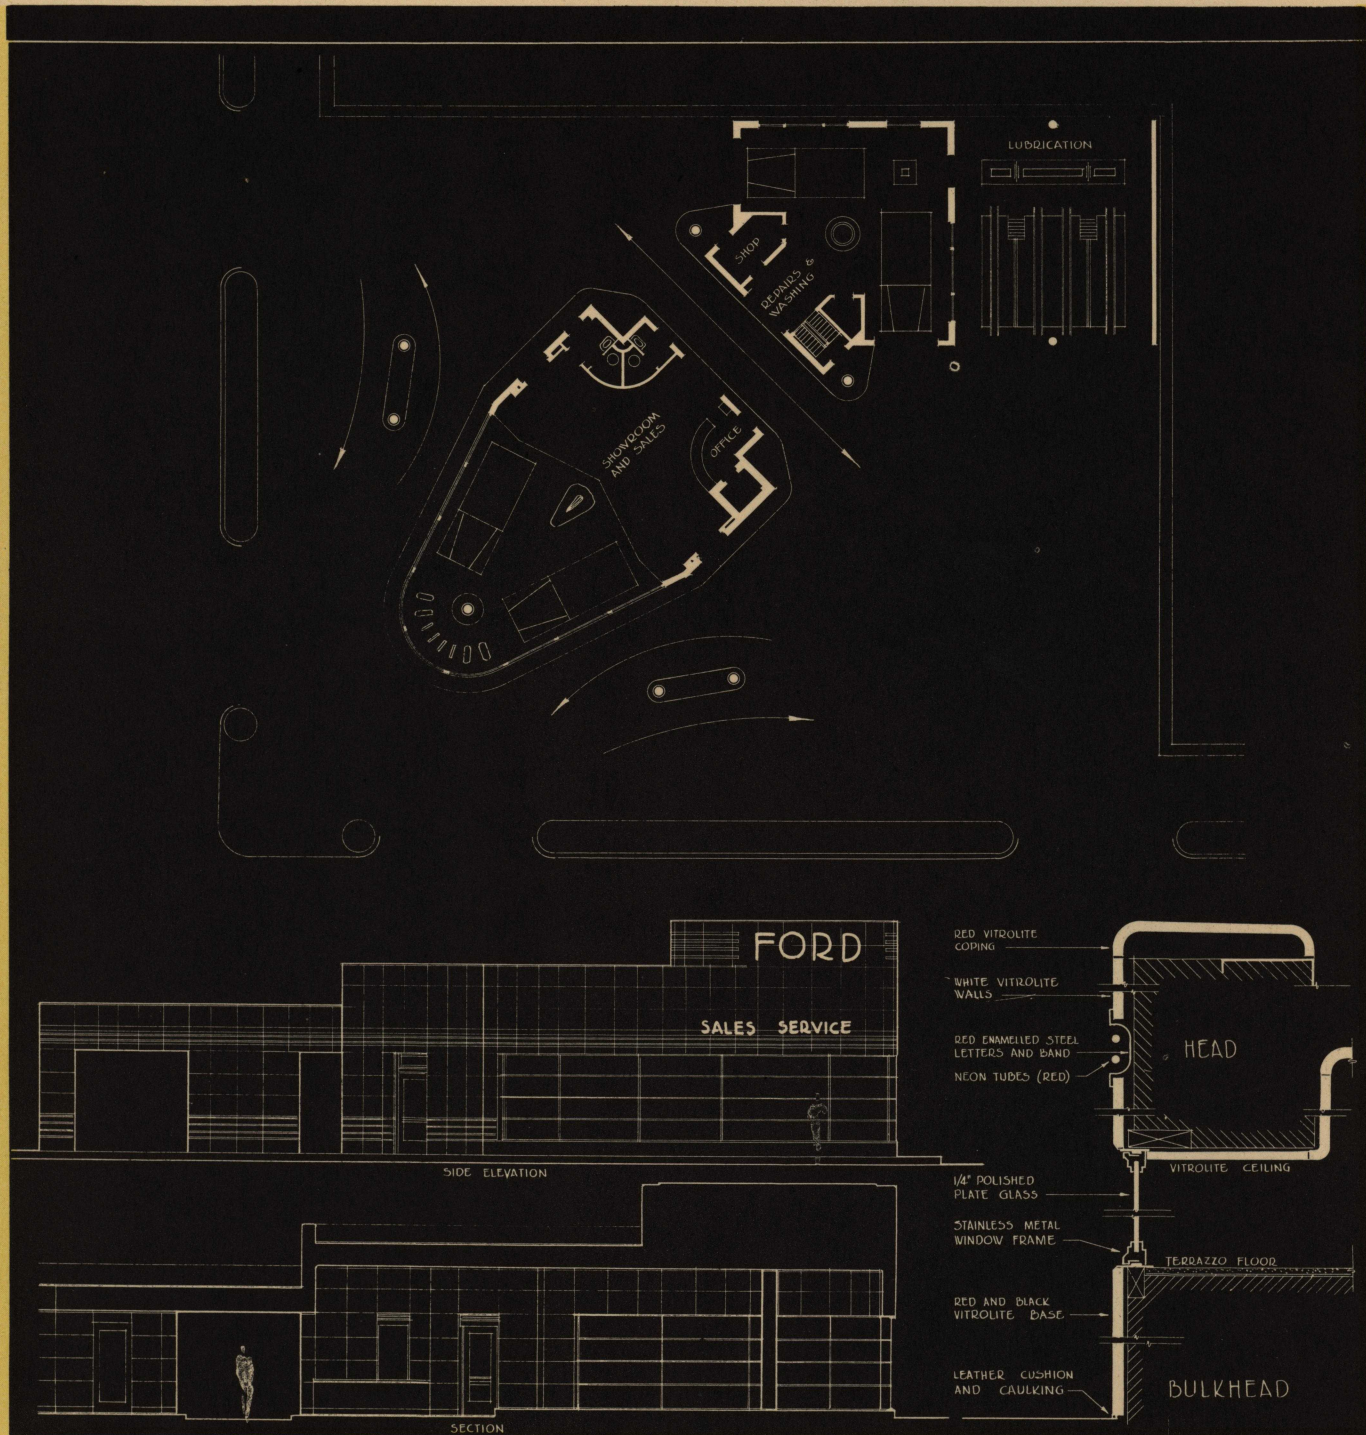 LUBRICATION
SHOP
REPAIRS &
WASHING
SHOWROOM
AND SALES
OFFICE
FORD
SALES SERVICE
SIDE ELEVATION
SECTION
RED VITROLITE
COPING
WHITE VITROLITE
WALLS
RED ENAMELLED STEEL
LETTERS AND BAND
NEON TUBES (RED)
HEAD
VITROLITE CEILING
1/4" POLISHED
PLATE GLASS
STAINLESS METAL
WINDOW FRAME
TERRAZZO FLOOR
RED AND BLACK
VITROLITE BASE
LEATHER CUSHION
AND CAULKING
BULKHEAD